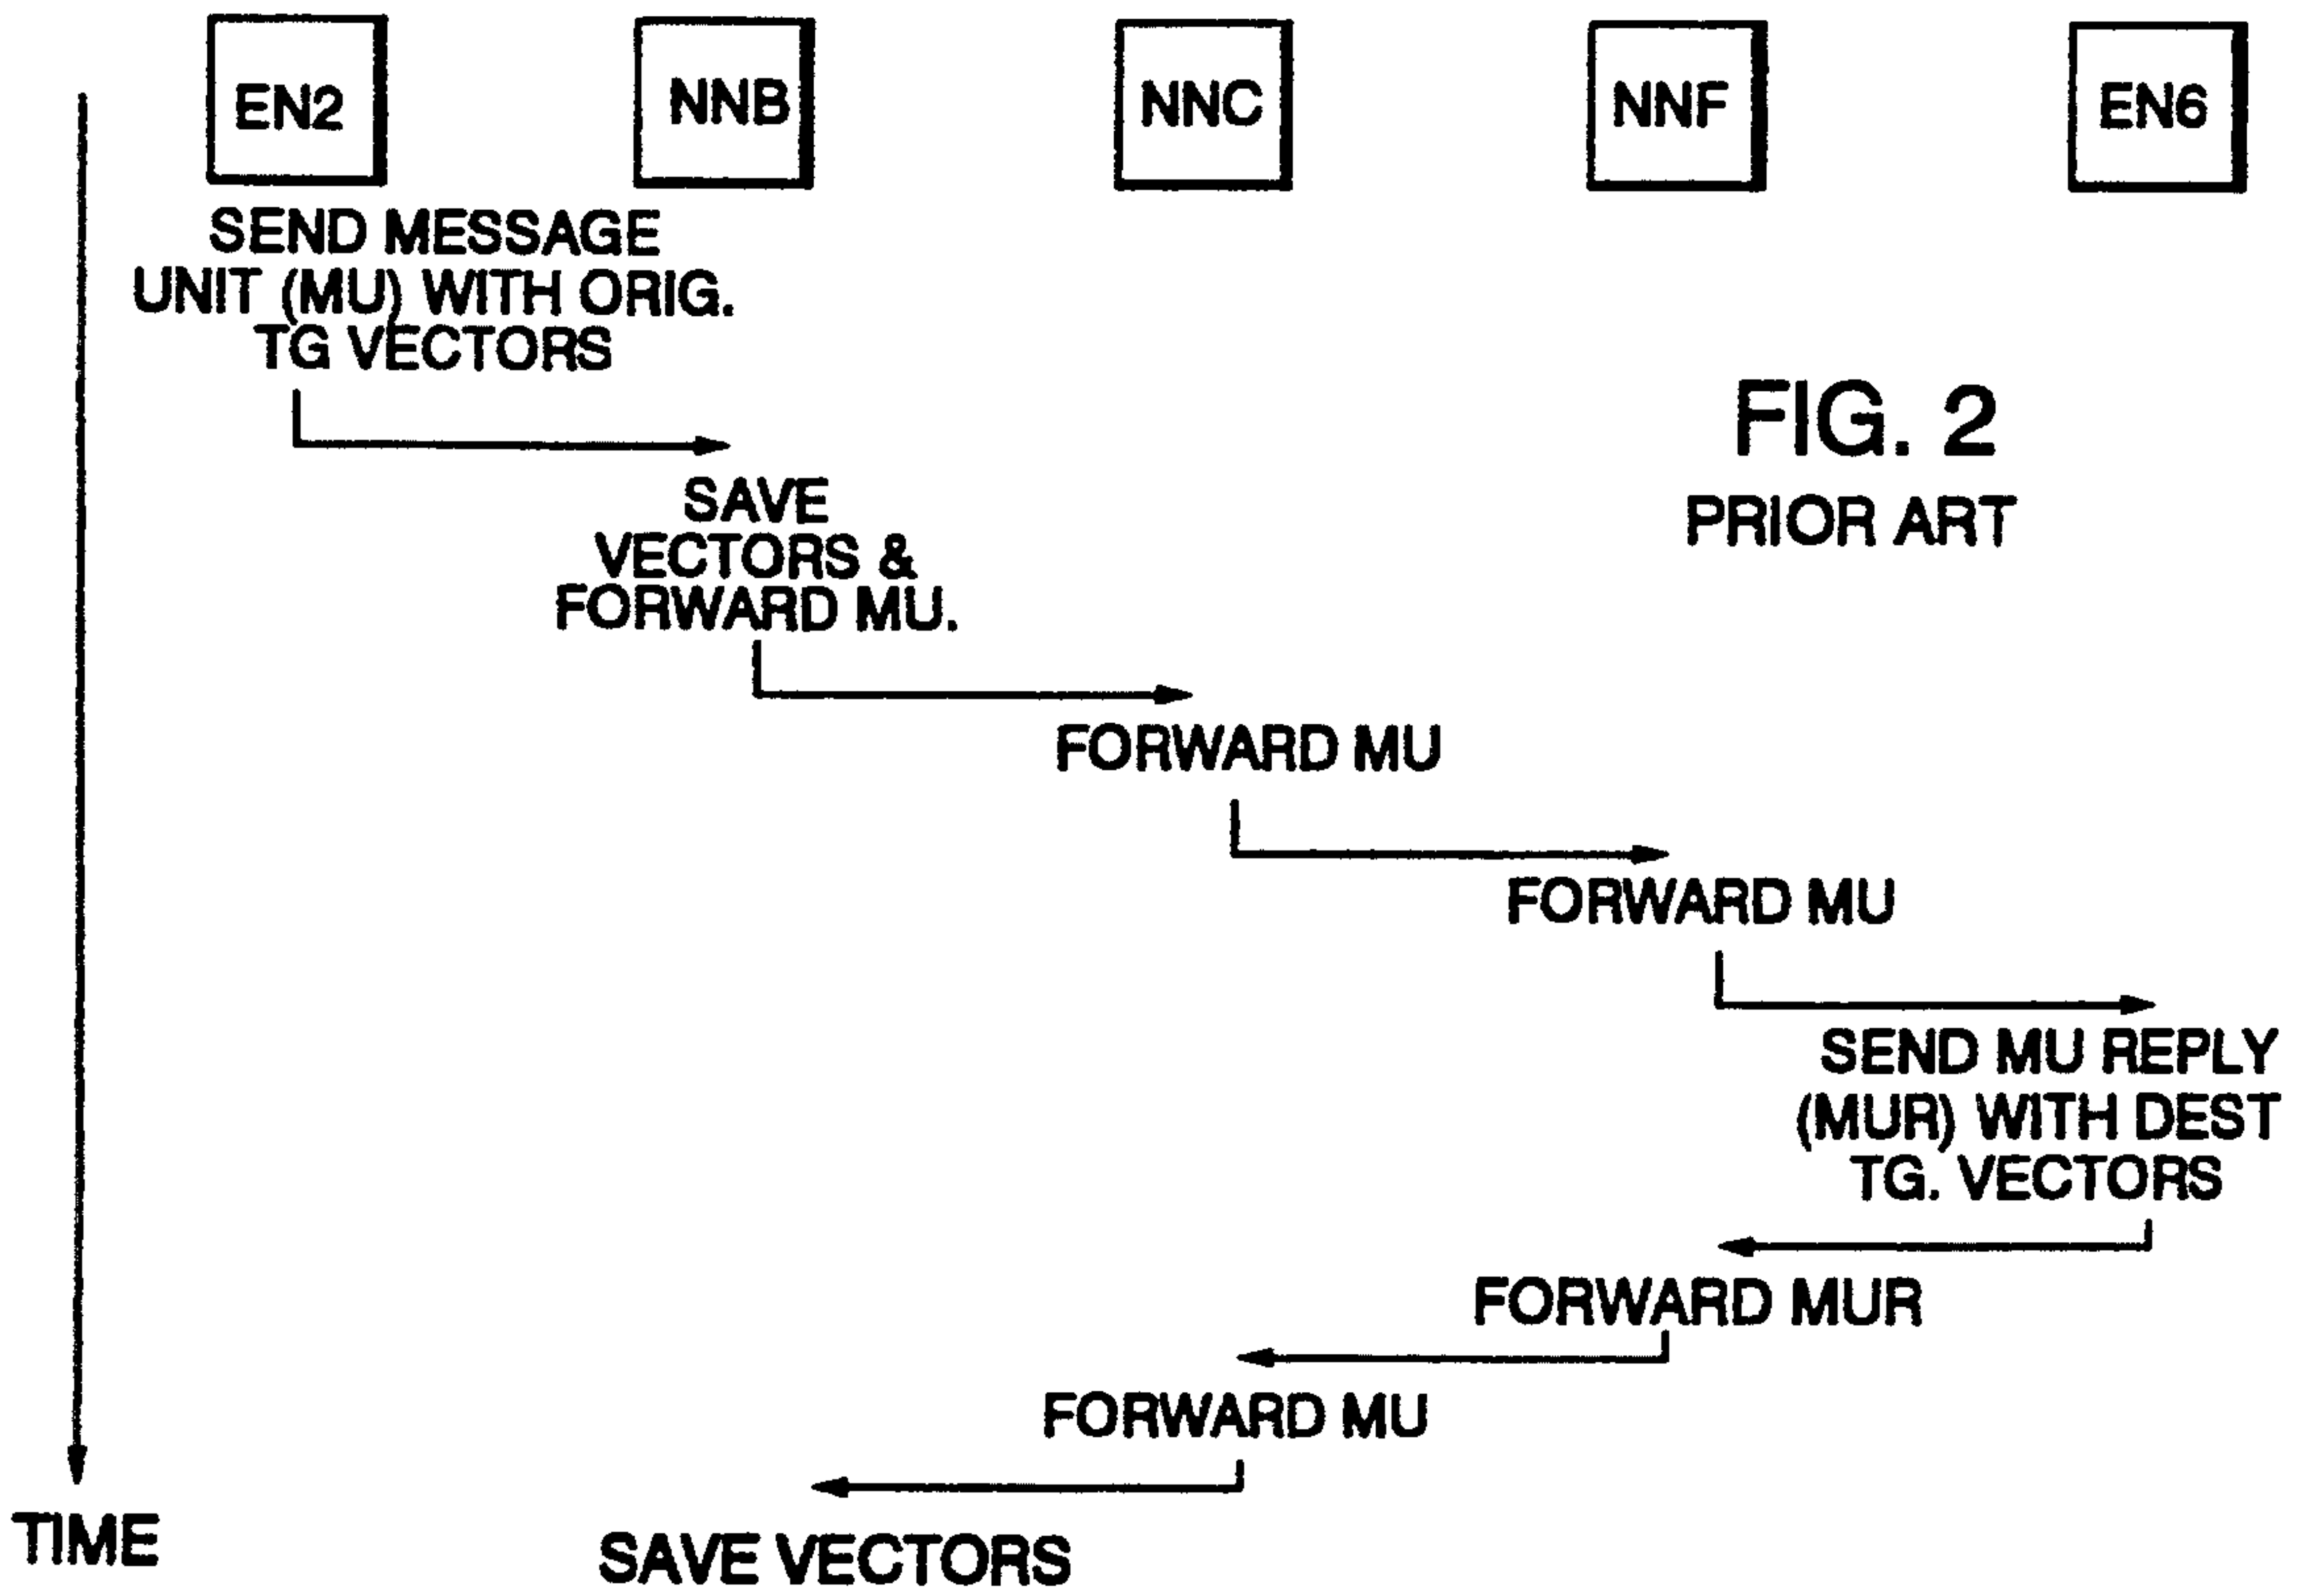 EN2
NNB
NNC
NNF
EN6
SEND MESSAGE
UNIT (MU) WITH ORIG.
TG VECTORS
FIG. 2
PRIOR ART
SAVE
VECTORS &
FORWARD MU.
FORWARD MU
FORWARD MU
SEND MU REPLY
(MUR) WITH DEST
TG. VECTORS
FORWARD MUR
FORWARD MU
TIME
SAVE VECTORS